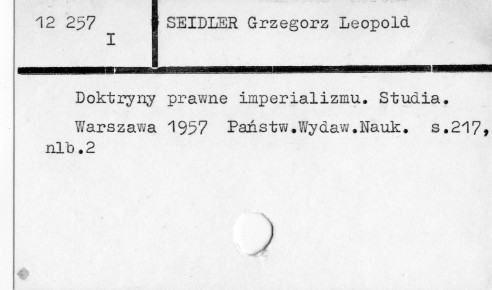 12 257
I
SEIDLER Grzegorz Leopold
Doktryny prawne imperializmu. Studia.
Warszawa 1957 Państw.Wydaw.Nauk. s.217,
nlb.2